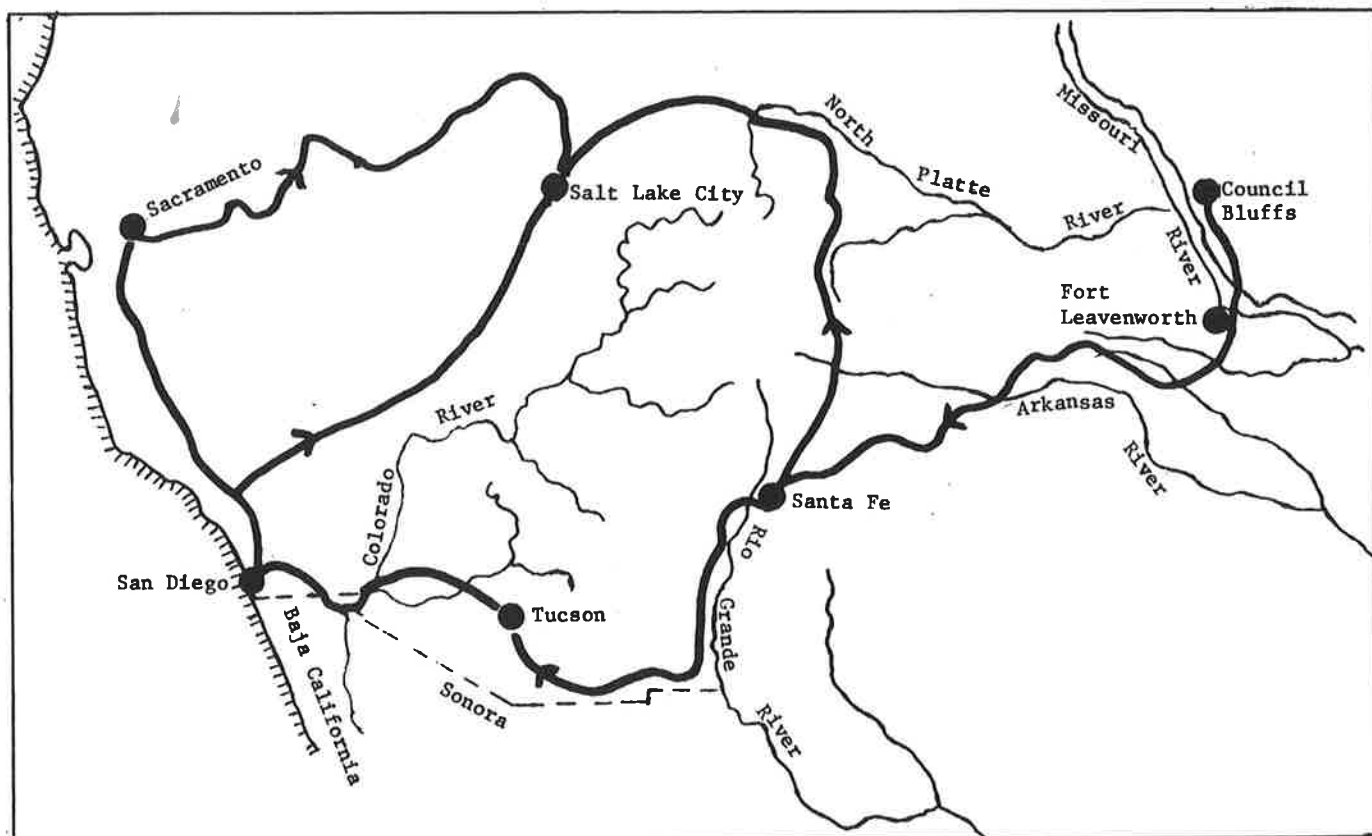 Missouri
River
North
Platte
River
Sacramento
Salt Lake City
Council
Bluffs
Fort
Leavenworth
Arkansas
River
River
Colorado
Santa Fe
Rio
Grande
River
San Diego
Tucson
Baja California
Sonora